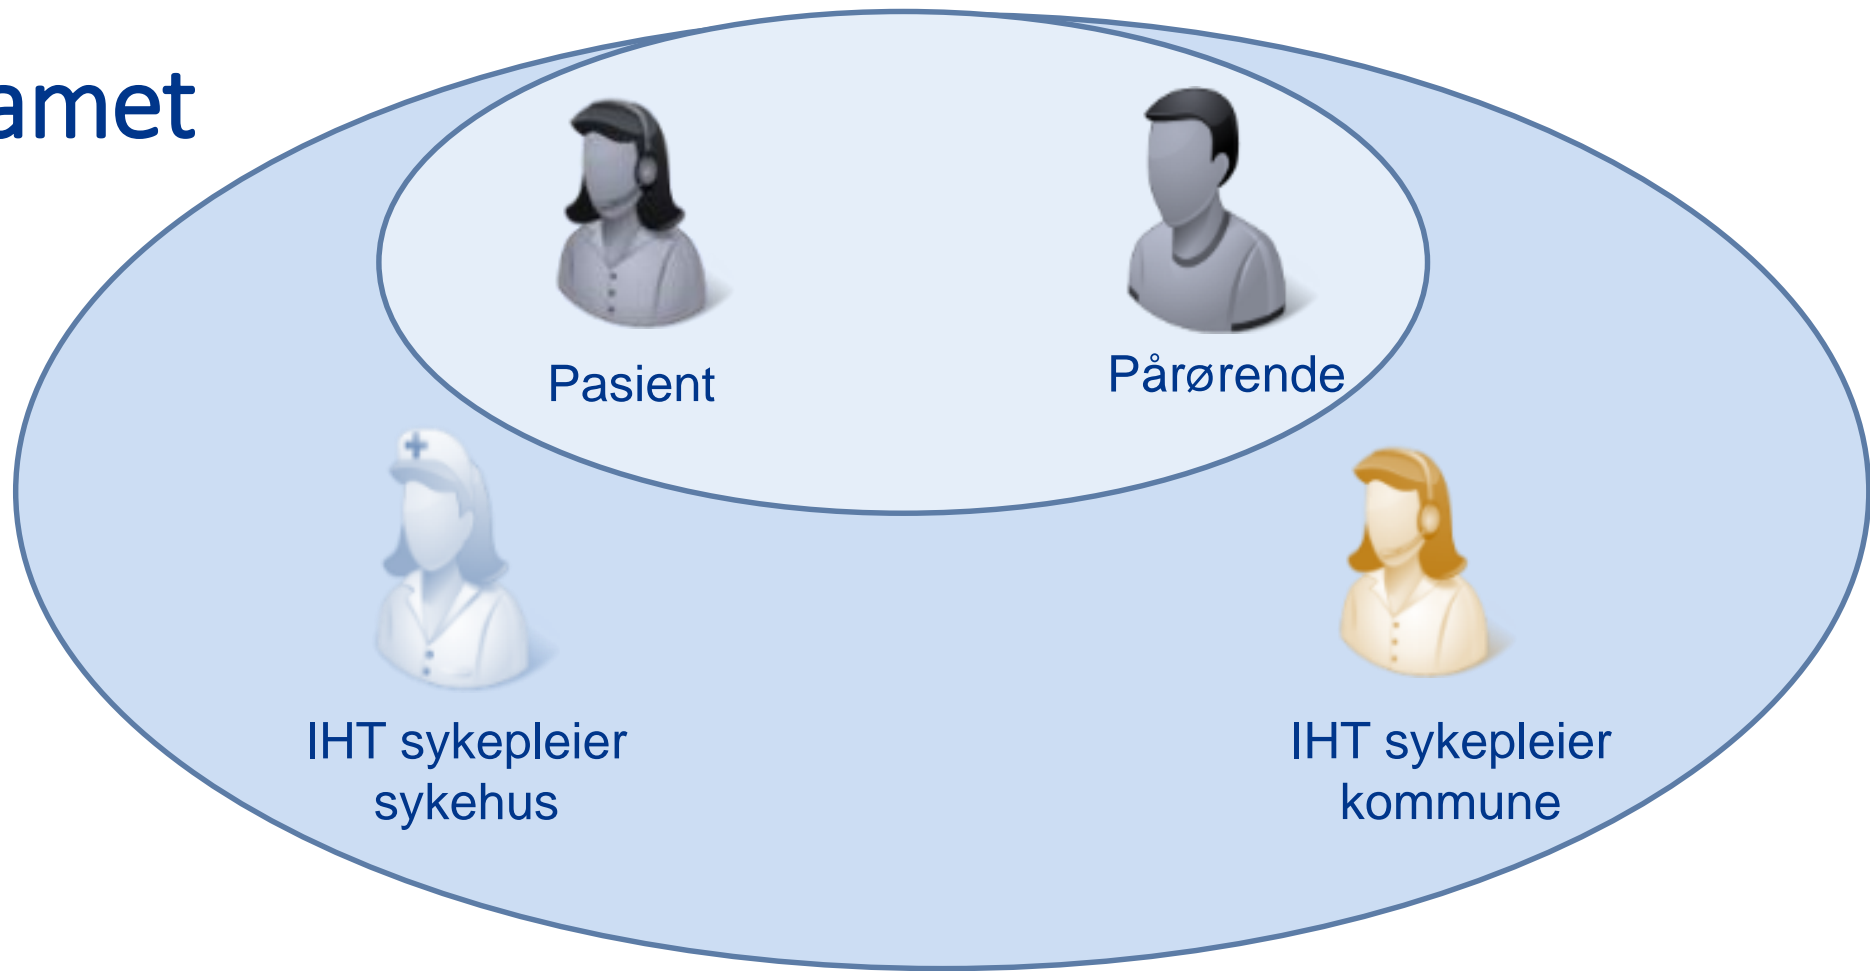 amet
Pasient
Pårørende
IHT sykepleier
sykehus
IHT sykepleier
kommune